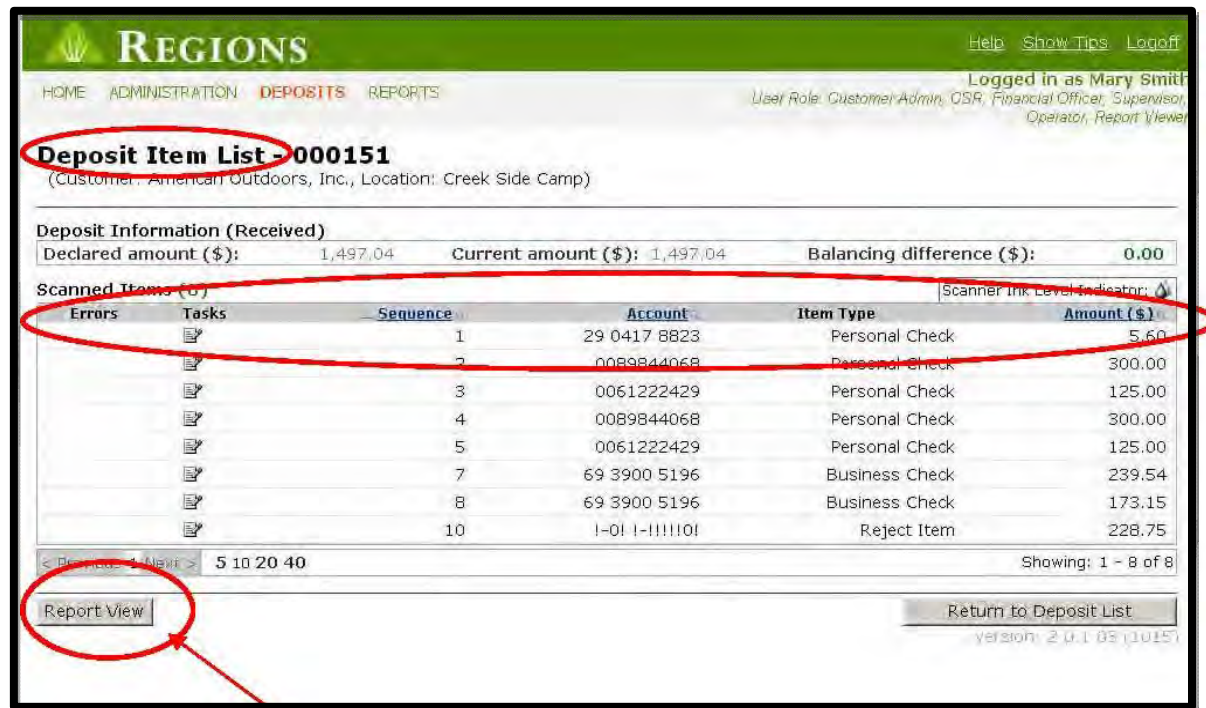 REGIONS
Help Show Tips Logoff
HOME ADMINISTRATION DEPOSITS REPORTS
Logged in as Mary Smith
User Role: Customer Admin, CSR, Financial Officer, Supervisor,
Operator, Report Viewer
Deposit Item List - 000151
(Customer: American Outdoors, Inc., Location: Creek Side Camp)
Deposit Information (Received)
Declared amount ($): 1,497.04 Current amount ($): 1,497.04 Balancing difference ($): 0.00
Scanned Items (8) Scanner Ink Level Indicator:
Errors Tasks Sequence Account Item Type Amount ($)
1 29 0417 8823 Personal Check 5.60
2 0089844068 Personal Check 300.00
3 0061222429 Personal Check 125.00
4 0089844068 Personal Check 300.00
5 0061222429 Personal Check 125.00
7 69 3900 5196 Business Check 239.54
8 69 3900 5196 Business Check 173.15
10 !-0! !-!!!!!0! Reject Item 228.75
< Previous 1 Next > 5 10 20 40 Showing: 1 - 8 of 8
Report View Return to Deposit List
version: 2.0.1.03 (1015)